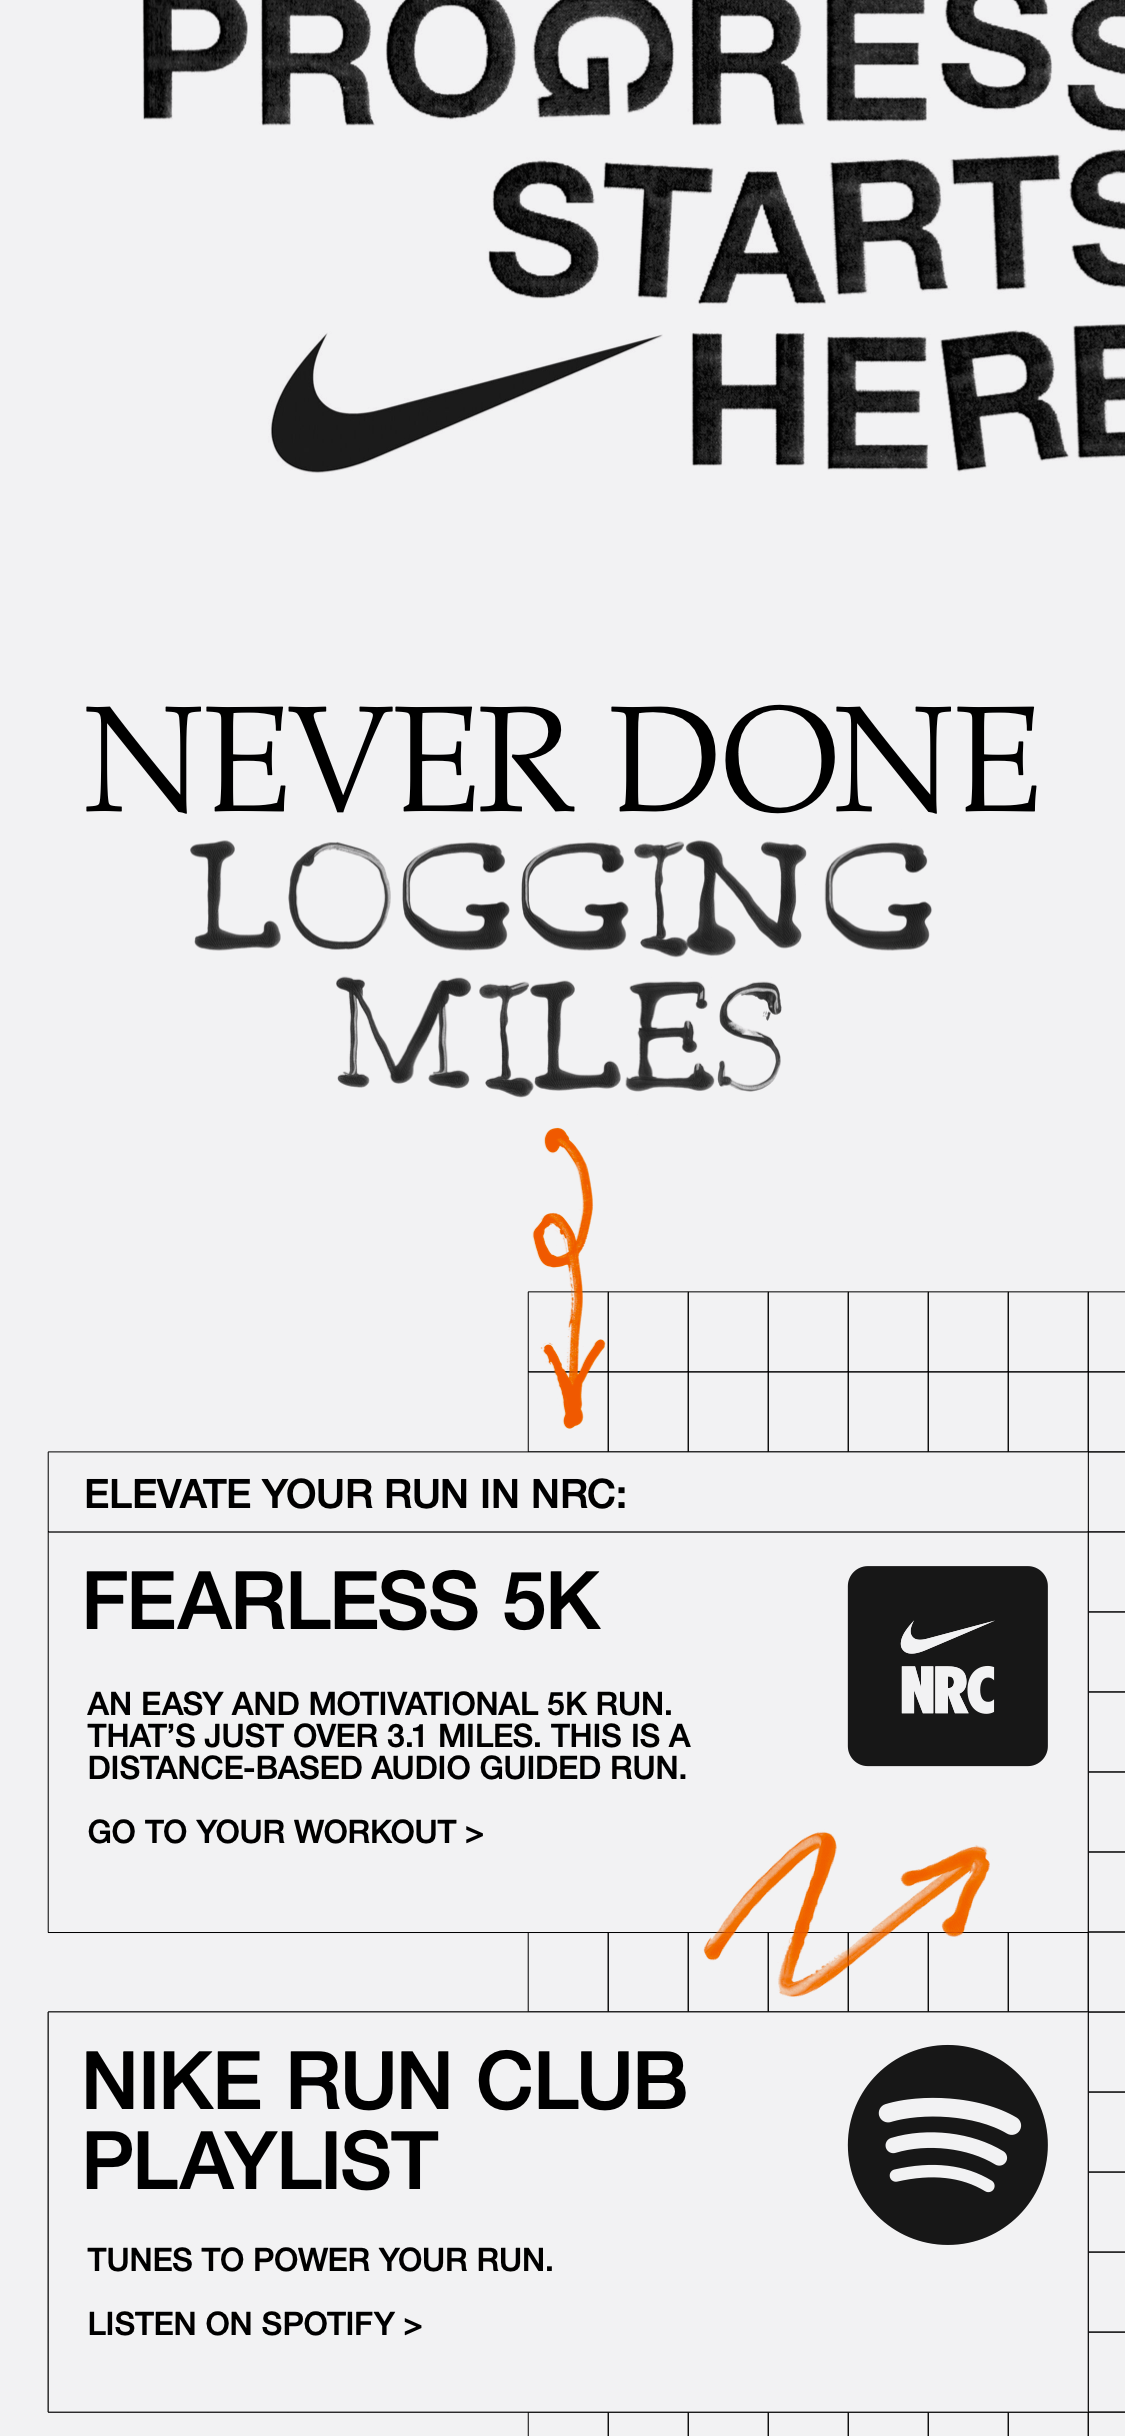 PROGRESS
STARTS
HERE
NEVER DONE
LOGGING
MILES
ELEVATE YOUR RUN IN NRC:
FEARLESS 5K
NRC
AN EASY AND MOTIVATIONAL 5K RUN.
THAT’S JUST OVER 3.1 MILES. THIS IS A
DISTANCE-BASED AUDIO GUIDED RUN.
GO TO YOUR WORKOUT >
NIKE RUN CLUB
PLAYLIST
TUNES TO POWER YOUR RUN.
LISTEN ON SPOTIFY >